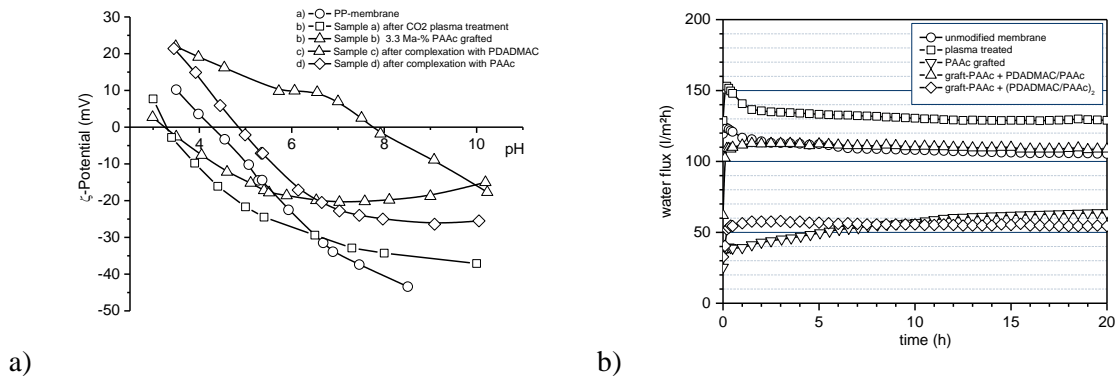 a) PP-membrane
b) Sample a) after CO2 plasma treatment
b) Sample b) 3.3 Ma-% PAAc grafted
c) Sample c) after complexation with PDADMAC
d) Sample d) after complexation with PAAc
30
20
10
0
-10
-20
-30
-40
-50
4
6
8
10
pH
ζ-Potential (mV)
a)
unmodified membrane
plasma treated
PAAc grafted
graft-PAAc + PDADMAC/PAAc
graft-PAAc + (PDADMAC/PAAc)₂
200
150
100
50
0
0
5
10
15
20
water flux (l/m²h)
time (h)
b)